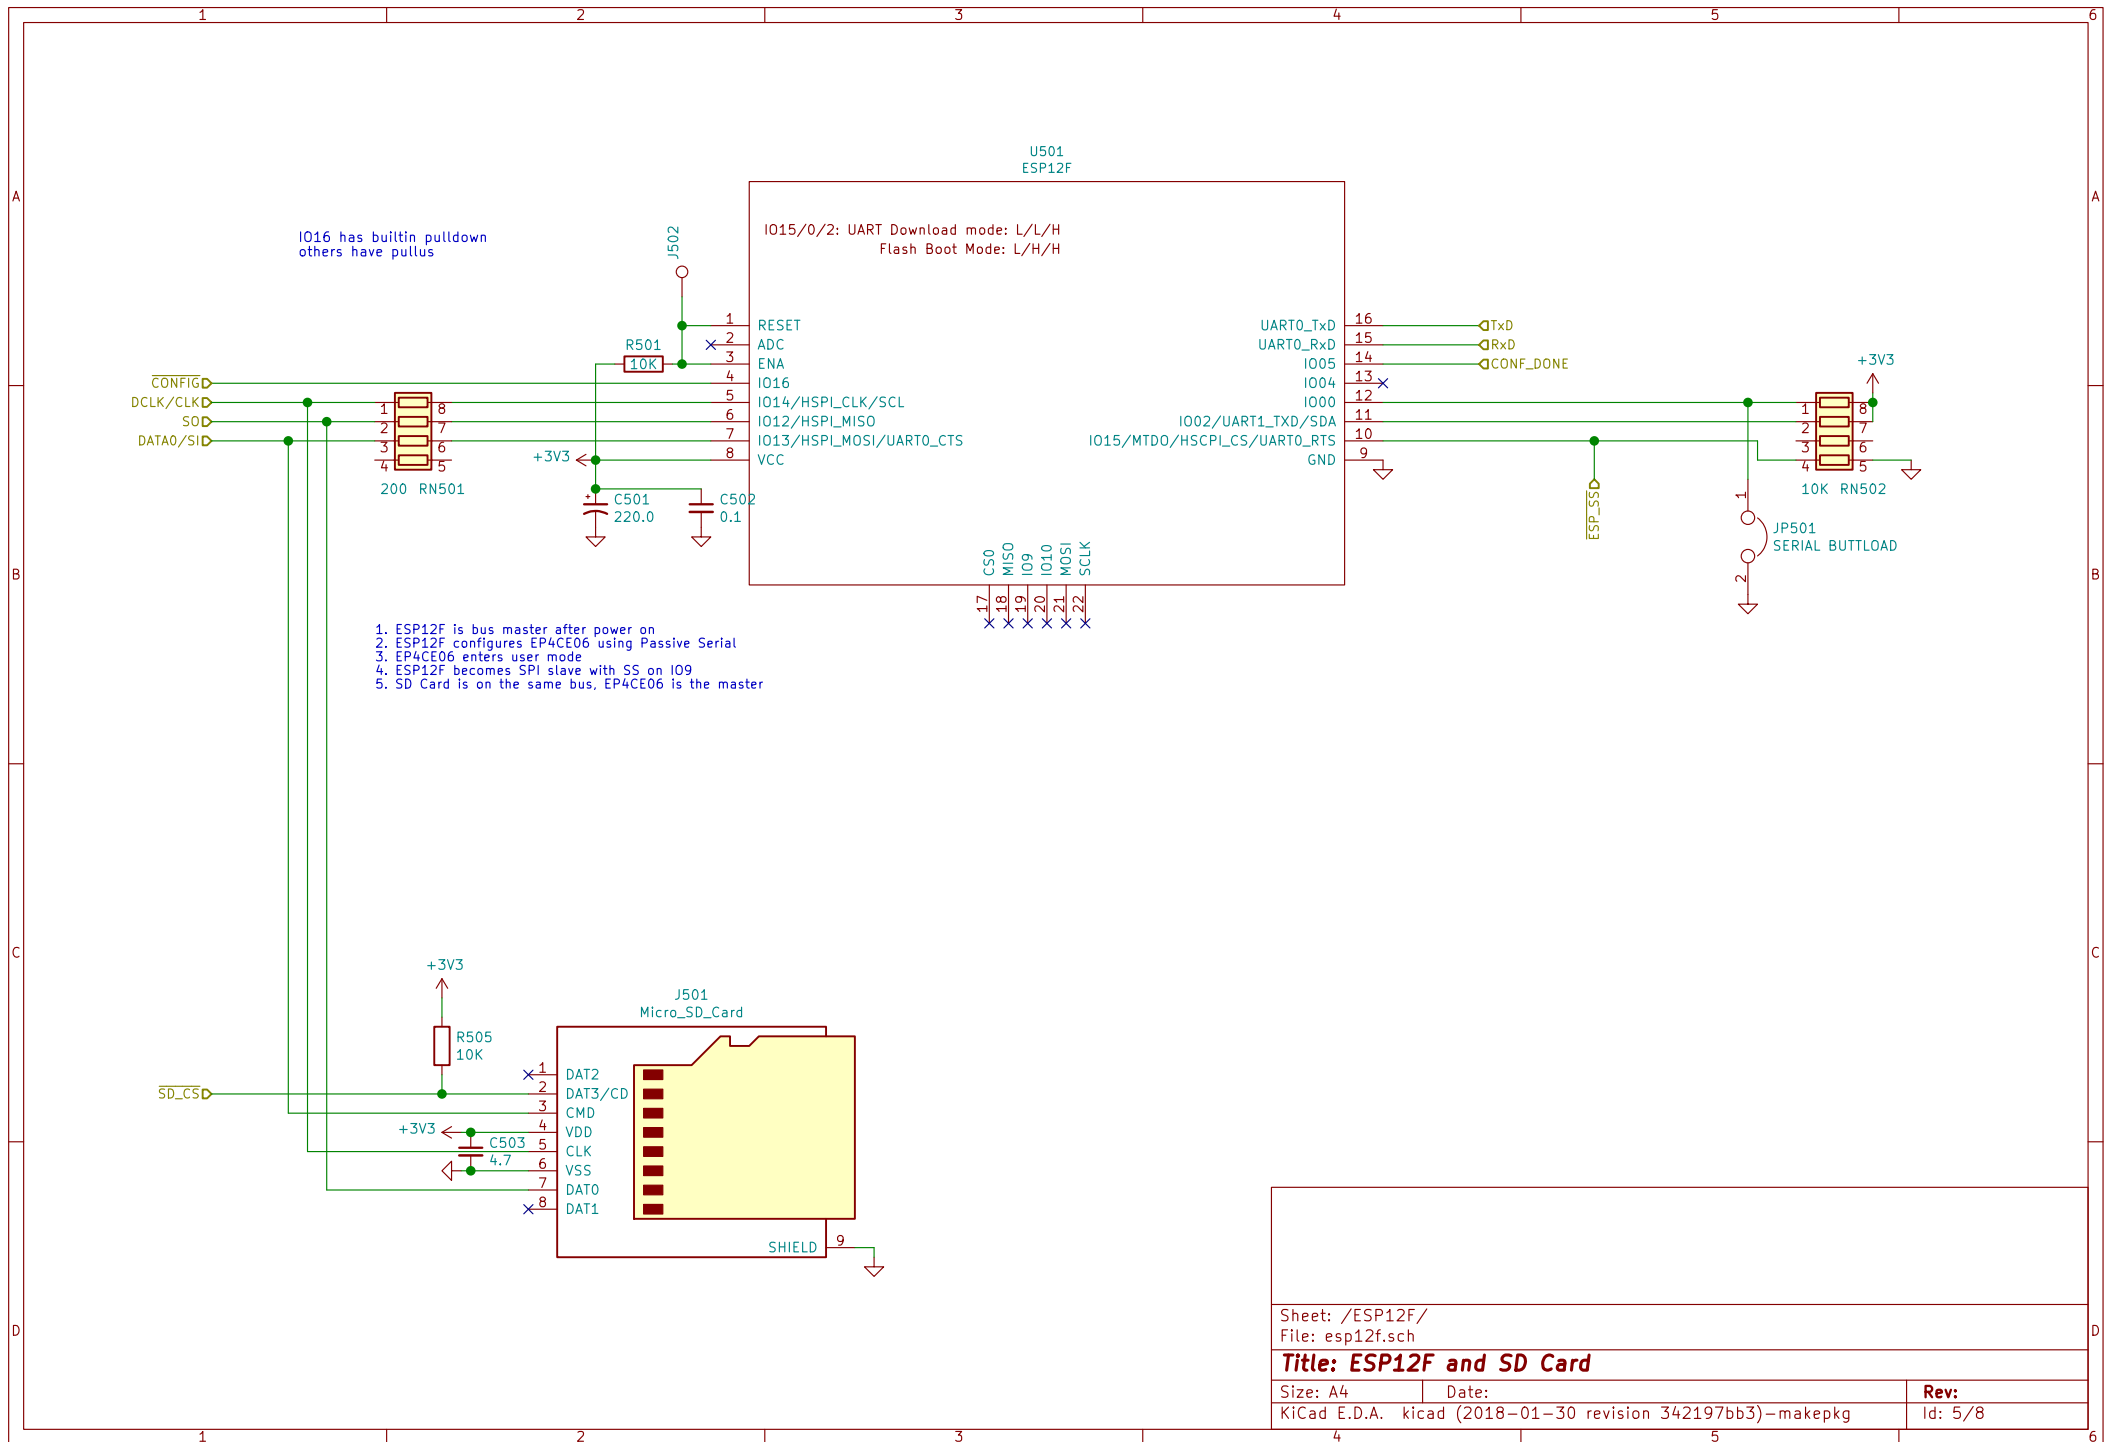 1 2 3 4 5 6
A
B
C
D
A
B
C
D
1 2 3 4 5 6
IO16 has builtin pulldown
others have pullus
U501
ESP12F
IO15/0/2: UART Download mode: L/L/H
Flash Boot Mode: L/H/H
J502
1 RESET
2 ADC
3 ENA
4 IO16
5 IO14/HSPI_CLK/SCL
6 IO12/HSPI_MISO
7 IO13/HSPI_MOSI/UART0_CTS
8 VCC
UART0_TxD 16
UART0_RxD 15
IO05 14
IO04 13
IO00 12
IO02/UART1_TXD/SDA 11
IO15/MTDO/HSCPI_CS/UART0_RTS 10
GND 9
CS0 MISO IO9 IO10 MOSI SCLK
17 18 19 20 21 22
TxD
RxD
CONF_DONE
R501
10K
CONFIG
DCLK/CLK
SO
DATA0/SI
1 8
2 7
3 6
4 5
200 RN501
+3V3
+
C501
220.0
C502
0.1
+3V3
1 8
2 7
3 6
4 5
10K RN502
ESP_SS
1
JP501
SERIAL BUTTLOAD
2
1. ESP12F is bus master after power on
2. ESP12F configures EP4CE06 using Passive Serial
3. EP4CE06 enters user mode
4. ESP12F becomes SPI slave with SS on IO9
5. SD Card is on the same bus, EP4CE06 is the master
+3V3
R505
10K
SD_CS
+3V3
C503
4.7
J501
Micro_SD_Card
1 DAT2
2 DAT3/CD
3 CMD
4 VDD
5 CLK
6 VSS
7 DAT0
8 DAT1
SHIELD 9
Sheet: /ESP12F/
File: esp12f.sch
Title: ESP12F and SD Card
Size: A4 Date: Rev:
KiCad E.D.A. kicad (2018-01-30 revision 342197bb3)-makepkg Id: 5/8